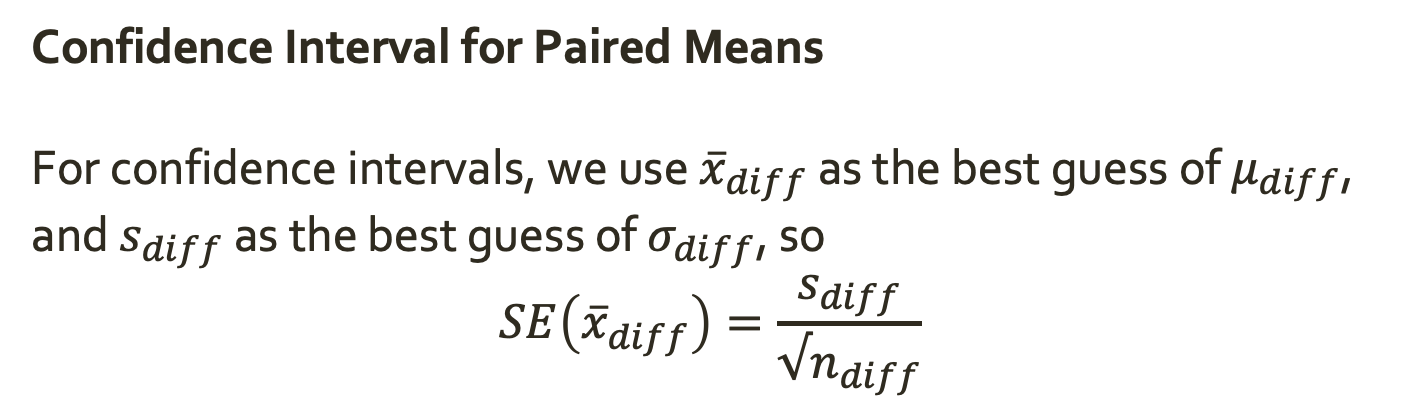 Confidence Interval for Paired Means
For confidence intervals, we use x̄_diff as the best guess of μ_diff,
and s_diff as the best guess of σ_diff, so
SE(x̄_diff) = s_diff / √n_diff